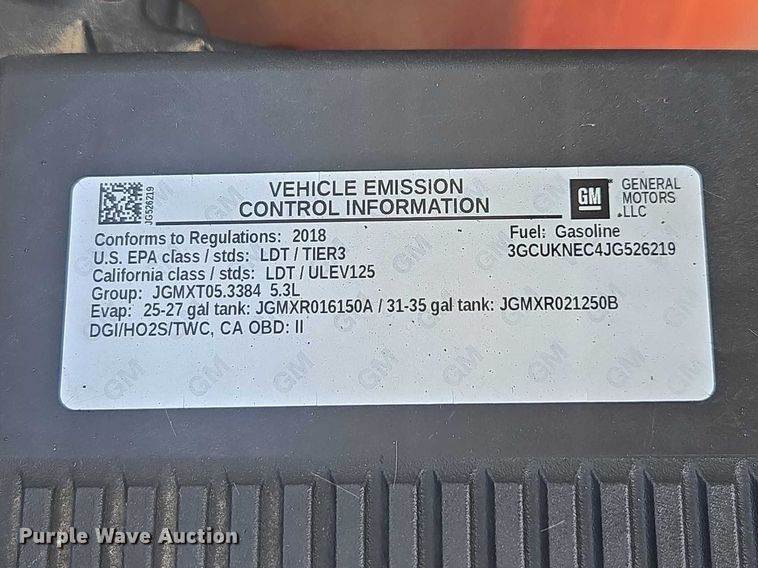 VEHICLE EMISSION
CONTROL INFORMATION
GM
GENERAL
MOTORS
LLC
JG526219
Conforms to Regulations: 2018
Fuel: Gasoline
U.S. EPA class / stds: LDT / TIER3
3GCUKNEC4JG526219
California class / stds: LDT / ULEV125
Group: JGMXT05.3384 5.3L
Evap: 25-27 gal tank: JGMXR016150A / 31-35 gal tank: JGMXR021250B
DGI/HO2S/TWC, CA OBD: II
Purple Wave Auction